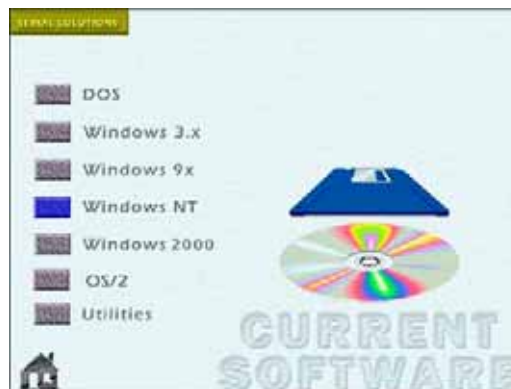 SERIAL SOLUTIONS
DOS
Windows 3.x
Windows 9x
Windows NT
Windows 2000
OS/2
Utilities
CURRENT
SOFTWARE